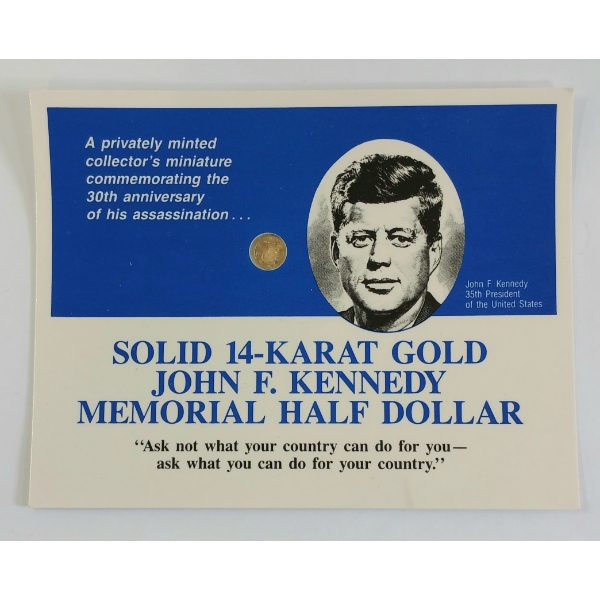 A privately minted
collector's miniature
commemorating the
30th anniversary
of his assassination . . .
John F. Kennedy
35th President
of the United States
SOLID 14-KARAT GOLD
JOHN F. KENNEDY
MEMORIAL HALF DOLLAR
“Ask not what your country can do for you—
ask what you can do for your country.”